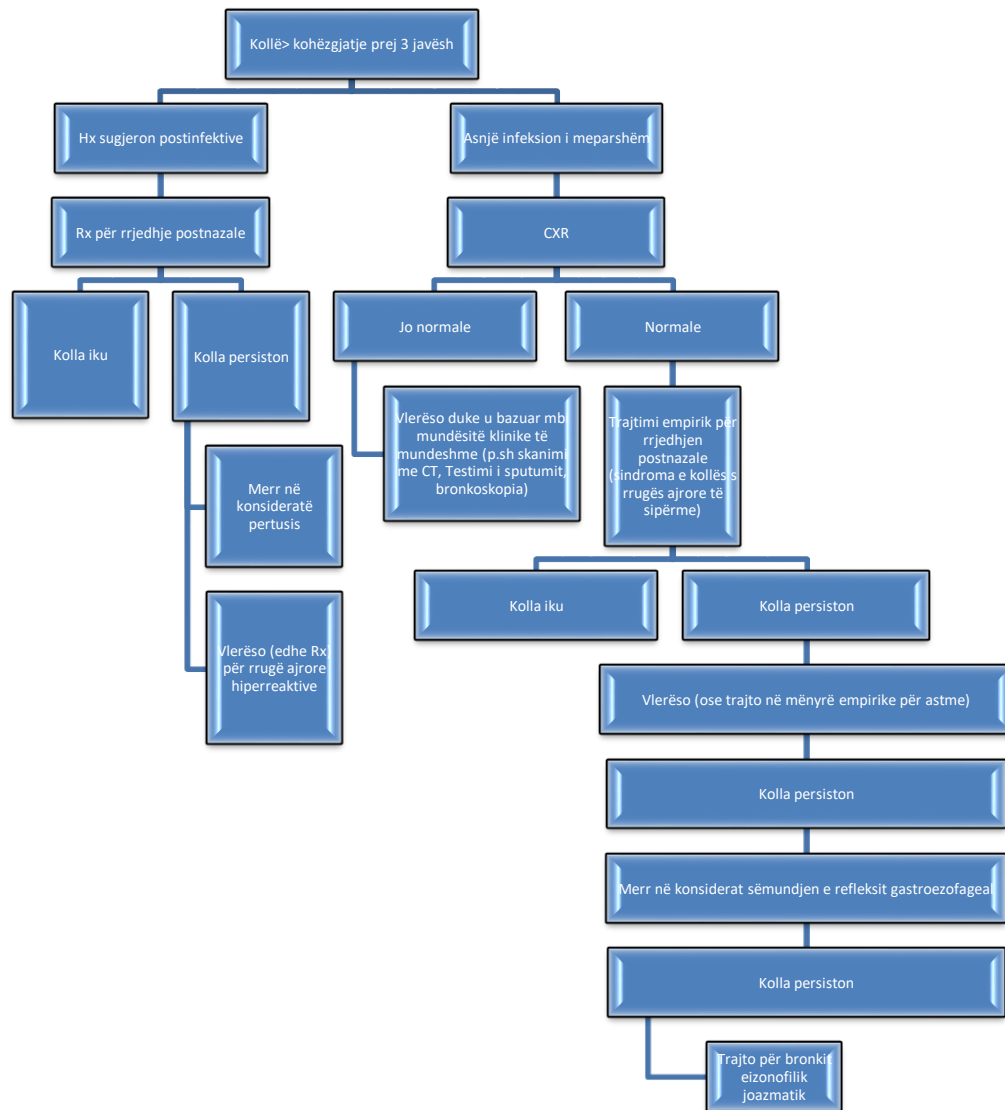 Kollë> kohëzgjatje prej 3 javësh
Hx sugjeron postinfektive
Asnjë infeksion i meparshëm
Rx për rrjedhje postnazale
CXR
Kolla iku
Kolla persiston
Jo normale
Normale
Merr në
konsideratë
pertusis
Vlerëso (edhe Rx
për rrugë ajrore
hiperreaktive
Vlerëso duke u bazuar mb
mundësitë klinike të
mundeshme (p.sh skanimi
me CT, Testimi i sputumit,
bronkoskopia)
Trajtimi empirik për
rrjedhjen
postnazale
(sindroma e kollës s
rrugës ajrore të
sipërme)
Kolla iku
Kolla persiston
Vlerëso (ose trajto në mënyrë empirike për astme)
Kolla persiston
Merr në konsiderat sëmundjen e refleksit gastroezofageal
Kolla persiston
Trajto për bronkit
eizonofilik
joazmatik